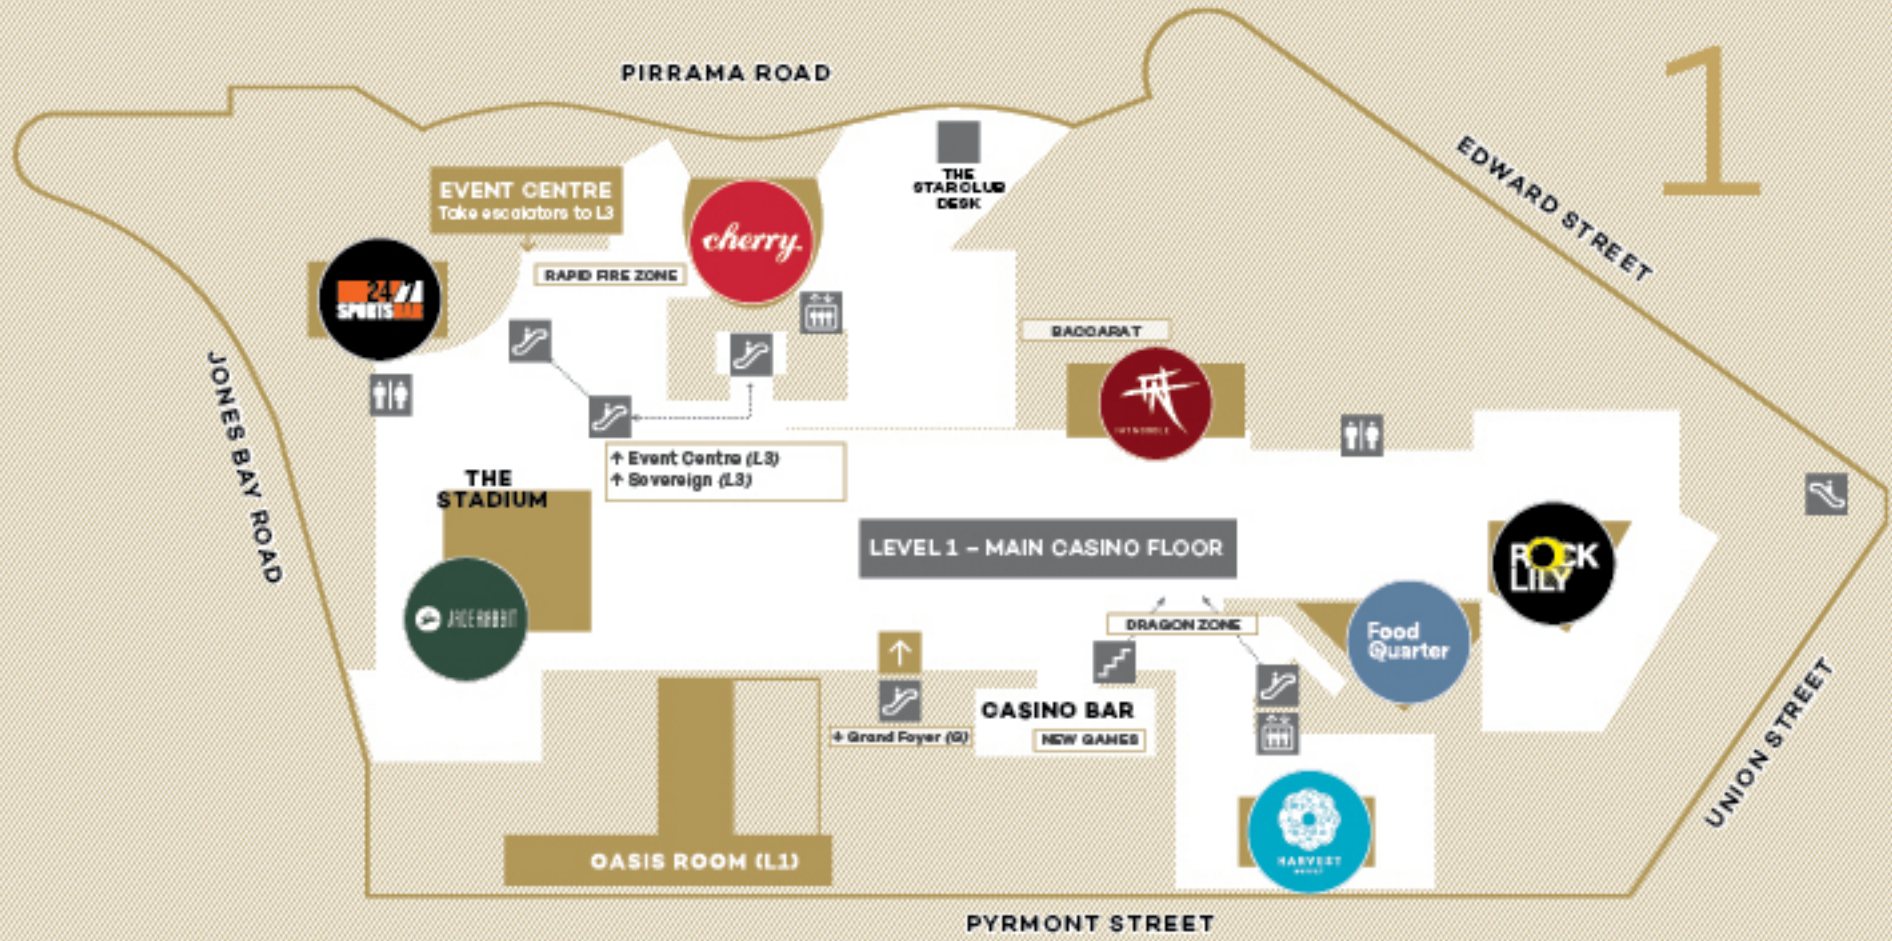 1
PIRRAMA ROAD
EDWARD STREET
THE
STARCLUB
DESK
EVENT CENTRE
Take escalators to L3
cherry.
RAPID FIRE ZONE
24/7
SPORTSBAR
BACCARAT
JONES BAY ROAD
↑ Event Centre (L3)
↑ Sovereign (L3)
THE
STADIUM
LEVEL 1 – MAIN CASINO FLOOR
ROCK
LILY
JADE RABBIT
DRAGON ZONE
Food
Quarter
CASINO BAR
NEW GAMES
↓ Grand Foyer (G)
UNION STREET
OASIS ROOM (L1)
HARVEST
BUFFET
PYRMONT STREET